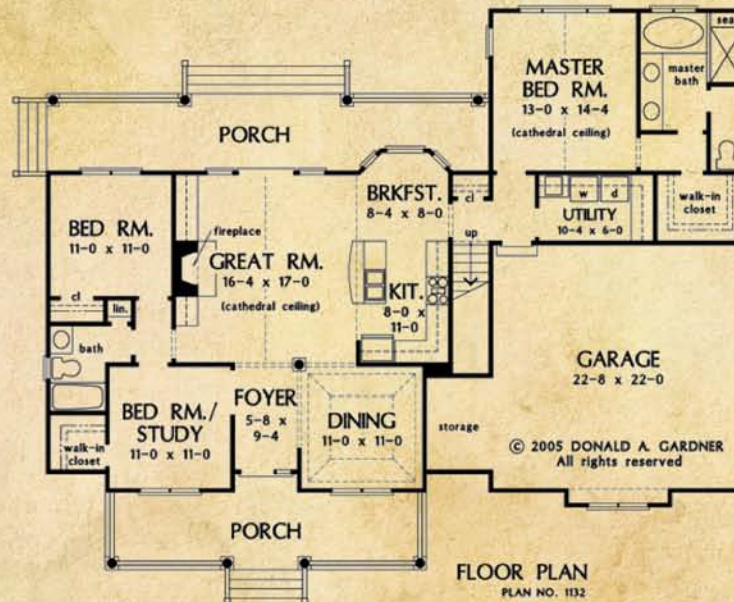 sea
MASTER
BED RM.
13-0 x 14-4
(cathedral ceiling)
master
bath
PORCH
BRKFST.
8-4 x 8-0
cl
w
d
UTILITY
10-4 x 6-0
walk-in
closet
BED RM.
11-0 x 11-0
fireplace
GREAT RM.
16-4 x 17-0
(cathedral ceiling)
up
KIT.
8-0 x
11-0
cl
lin.
bath
GARAGE
22-8 x 22-0
BED RM./
STUDY
11-0 x 11-0
walk-in
closet
FOYER
5-8 x
9-4
DINING
11-0 x 11-0
storage
© 2005 DONALD A. GARDNER
All rights reserved
PORCH
FLOOR PLAN
PLAN NO. 1132